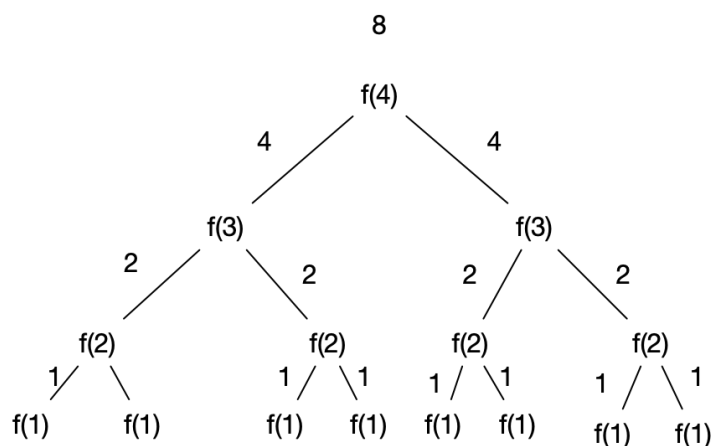 8
f(4)
4 4
f(3) f(3)
2 2 2 2
f(2) f(2) f(2) f(2)
1 1 1 1 1 1 1
f(1) f(1) f(1) f(1) f(1) f(1) f(1) f(1)